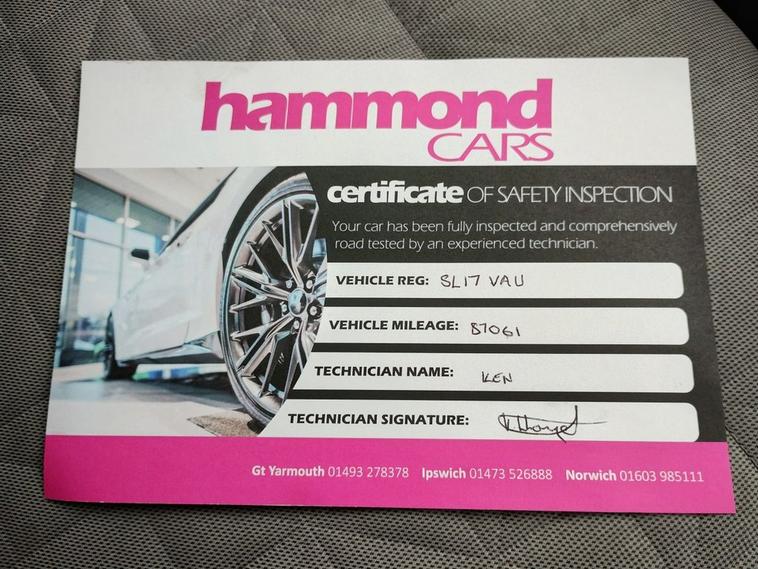 hammond
CARS
certificate OF SAFETY INSPECTION
Your car has been fully inspected and comprehensively
road tested by an experienced technician.
VEHICLE REG: SL17 VAU
VEHICLE MILEAGE: 87061
TECHNICIAN NAME: KEN
TECHNICIAN SIGNATURE:
Gt Yarmouth 01493 278378 Ipswich 01473 526888 Norwich 01603 985111